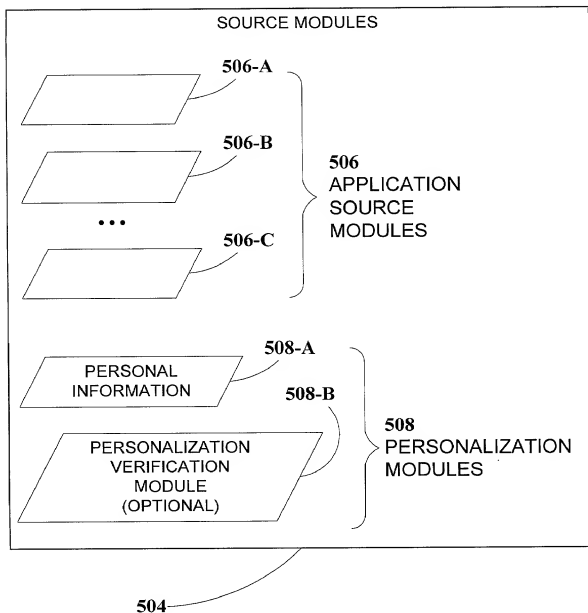 SOURCE MODULES
506-A
506-B
...
506-C
506
APPLICATION
SOURCE
MODULES
508-A
PERSONAL
INFORMATION
508-B
PERSONALIZATION
VERIFICATION
MODULE
(OPTIONAL)
508
PERSONALIZATION
MODULES
504